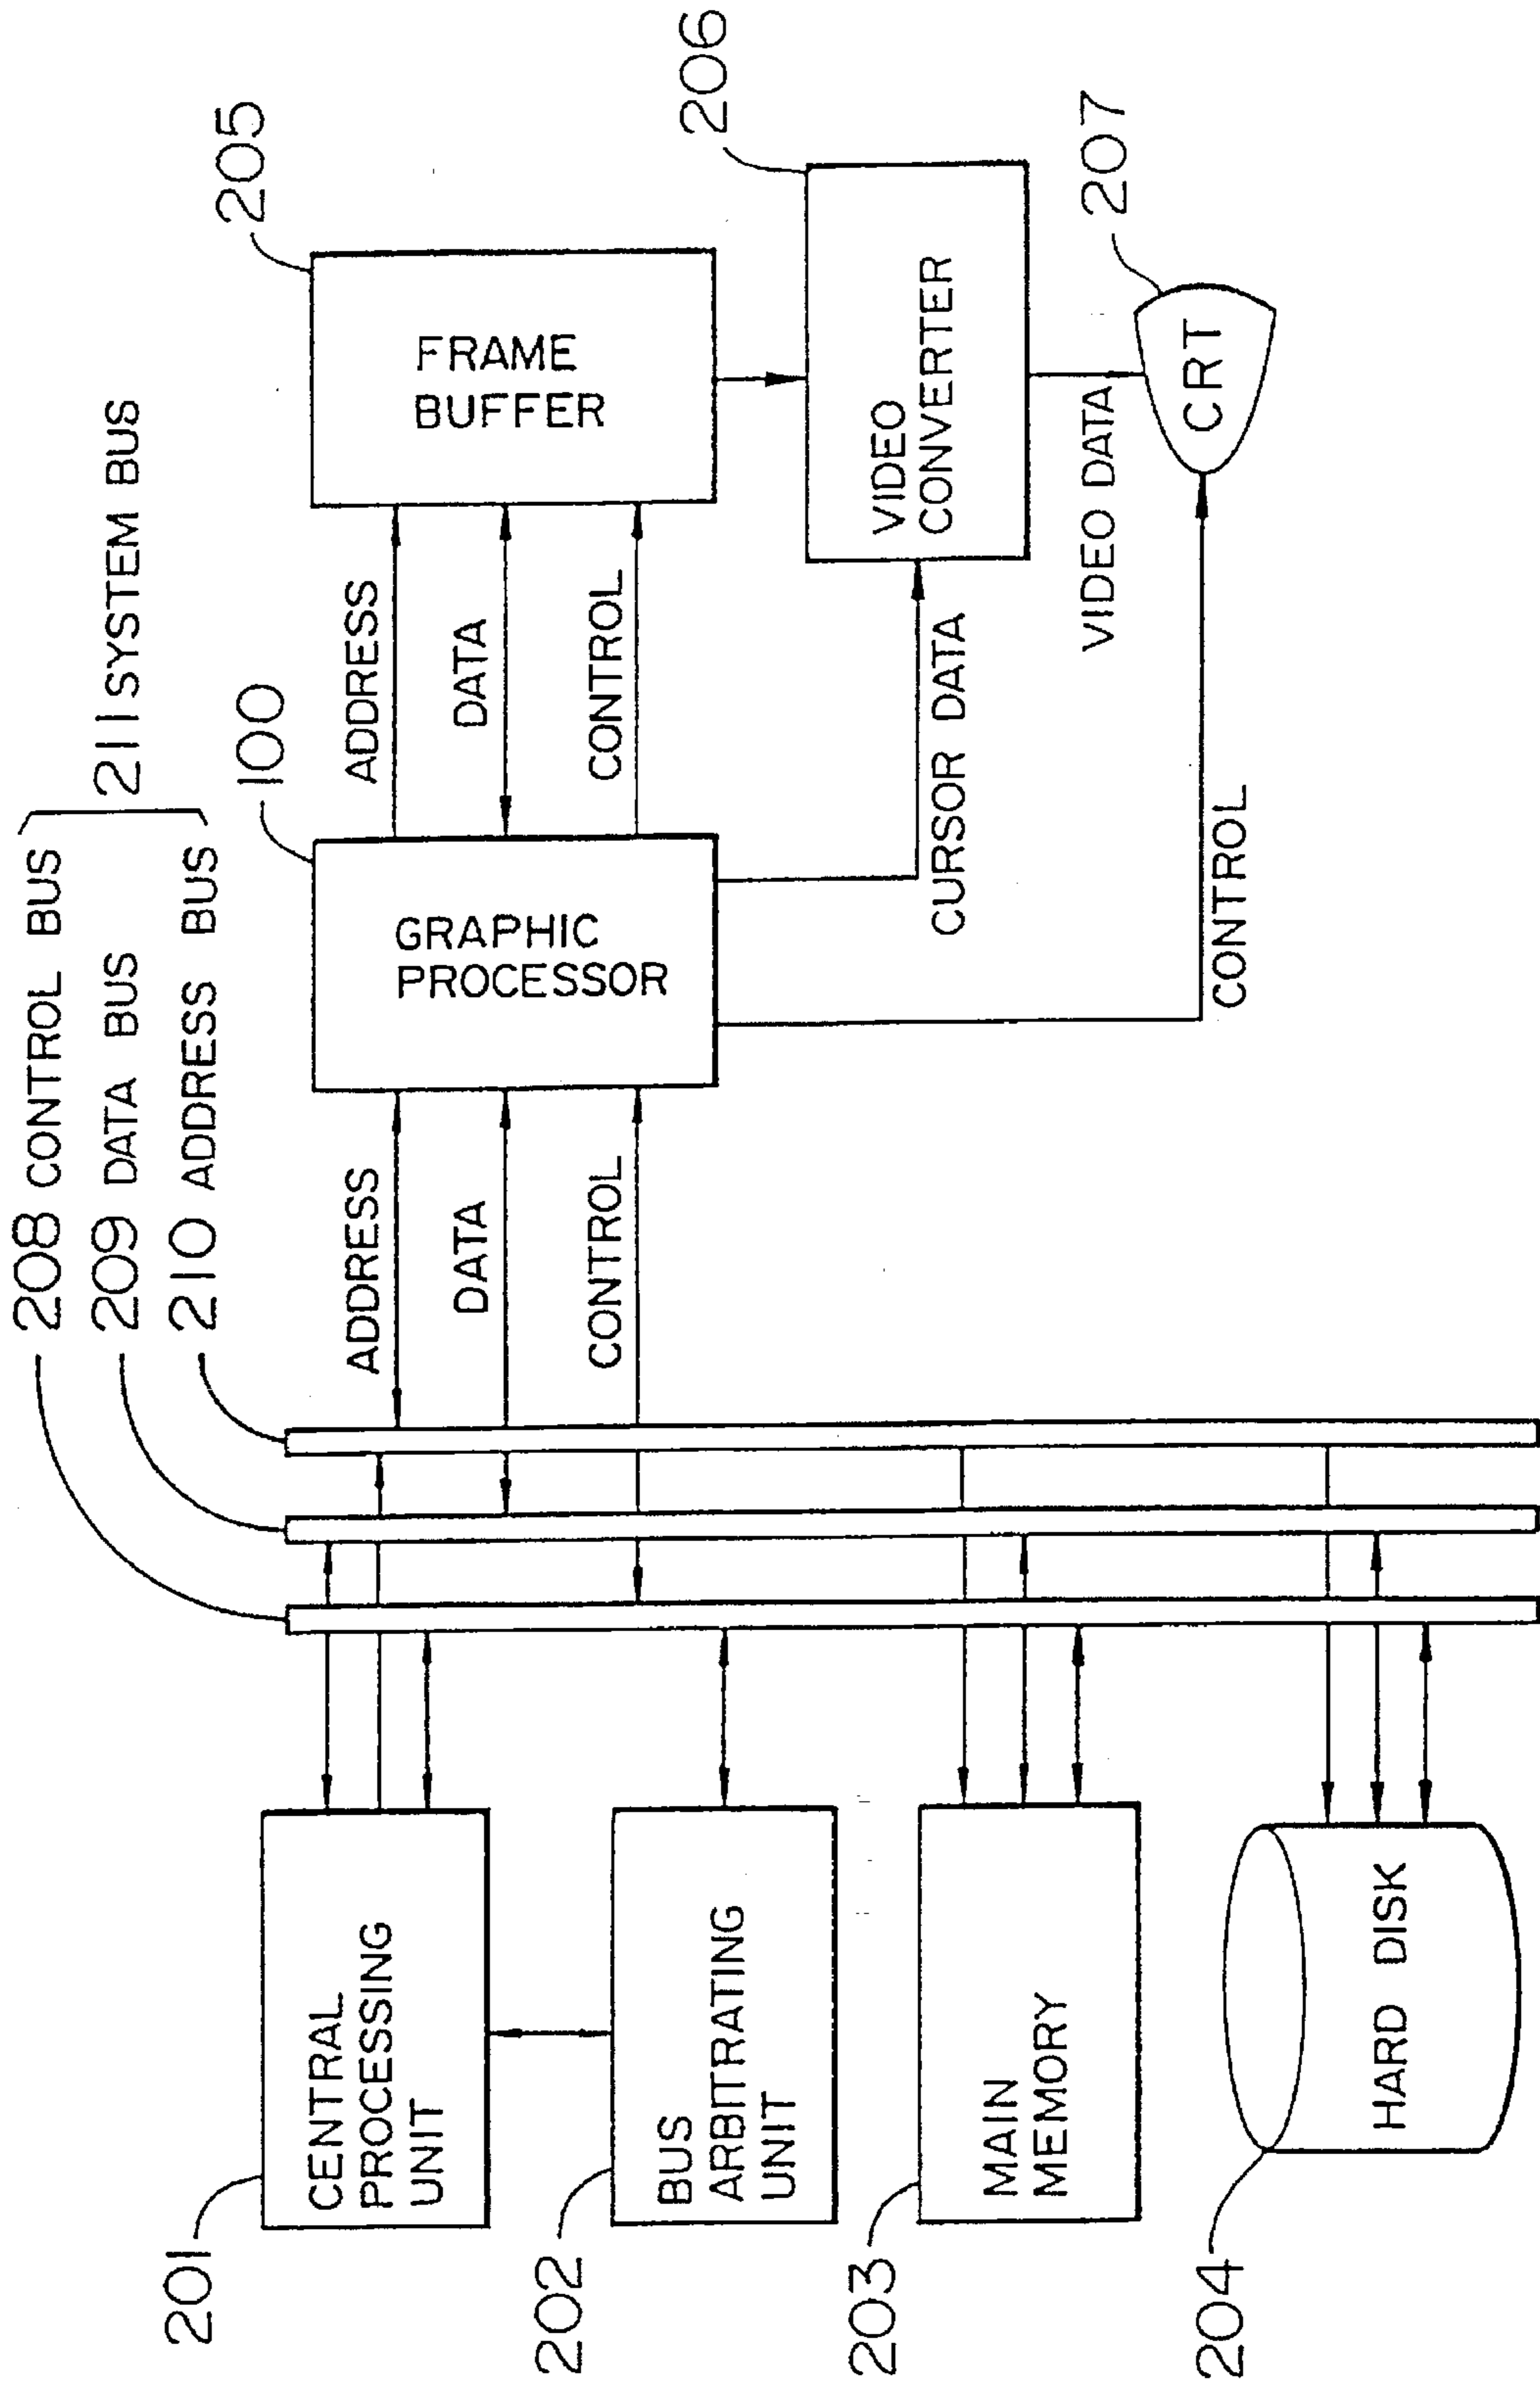 208 CONTROL BUS
209 DATA BUS
210 ADDRESS BUS
211 SYSTEM BUS
201
CENTRAL
PROCESSING
UNIT
202
BUS
ARBITRATING
UNIT
203
MAIN
MEMORY
204
HARD DISK
ADDRESS
DATA
CONTROL
100
GRAPHIC
PROCESSOR
ADDRESS
DATA
CONTROL
205
FRAME
BUFFER
CURSOR DATA
206
VIDEO
CONVERTER
VIDEO DATA
CONTROL
207
CRT